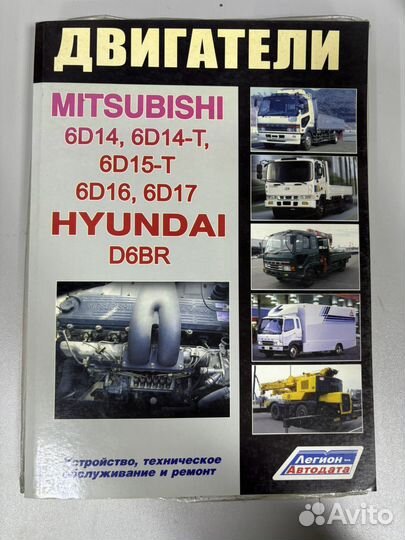 ДВИГАТЕЛИ
MITSUBISHI
6D14, 6D14-T,
6D15-T
6D16, 6D17
HYUNDAI
D6BR
Устройство, техническое
обслуживание и ремонт
Легион
Автодата
Avito